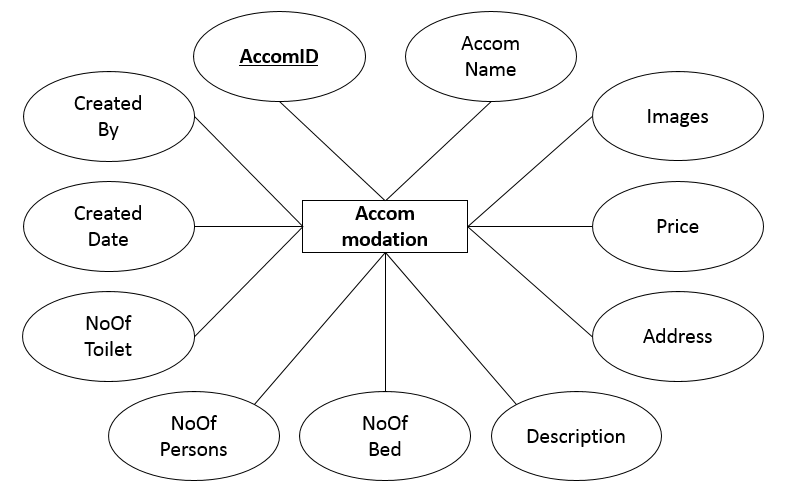 AccomID
Accom
Name
Created
By
Images
Created
Date
Accom
modation
Price
NoOf
Toilet
Address
NoOf
Persons
NoOf
Bed
Description